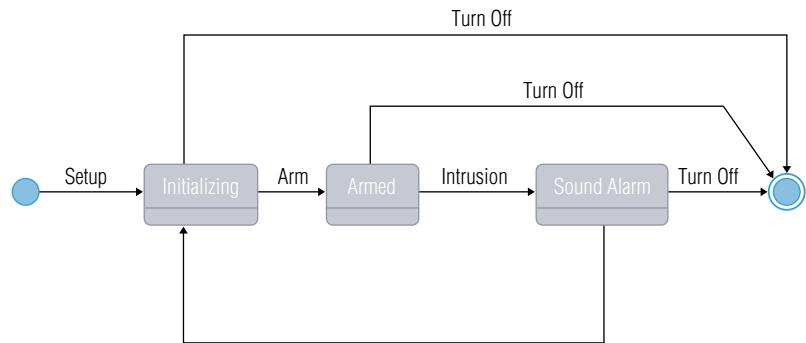 Turn Off
Turn Off
Setup
Initializing
Arm
Armed
Intrusion
Sound Alarm
Turn Off